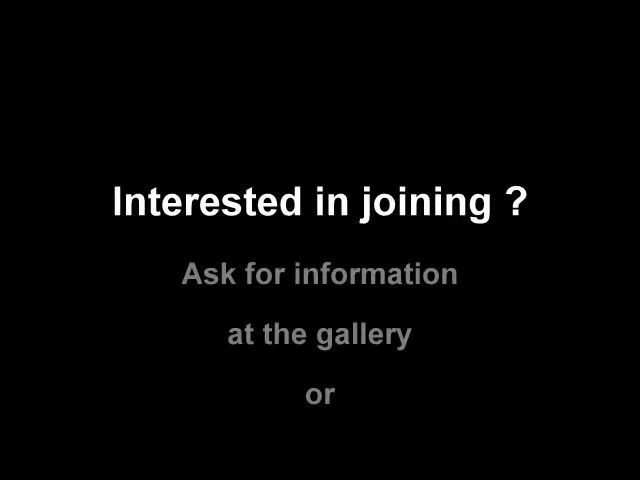 Interested in joining ?
Ask for information
at the gallery
or